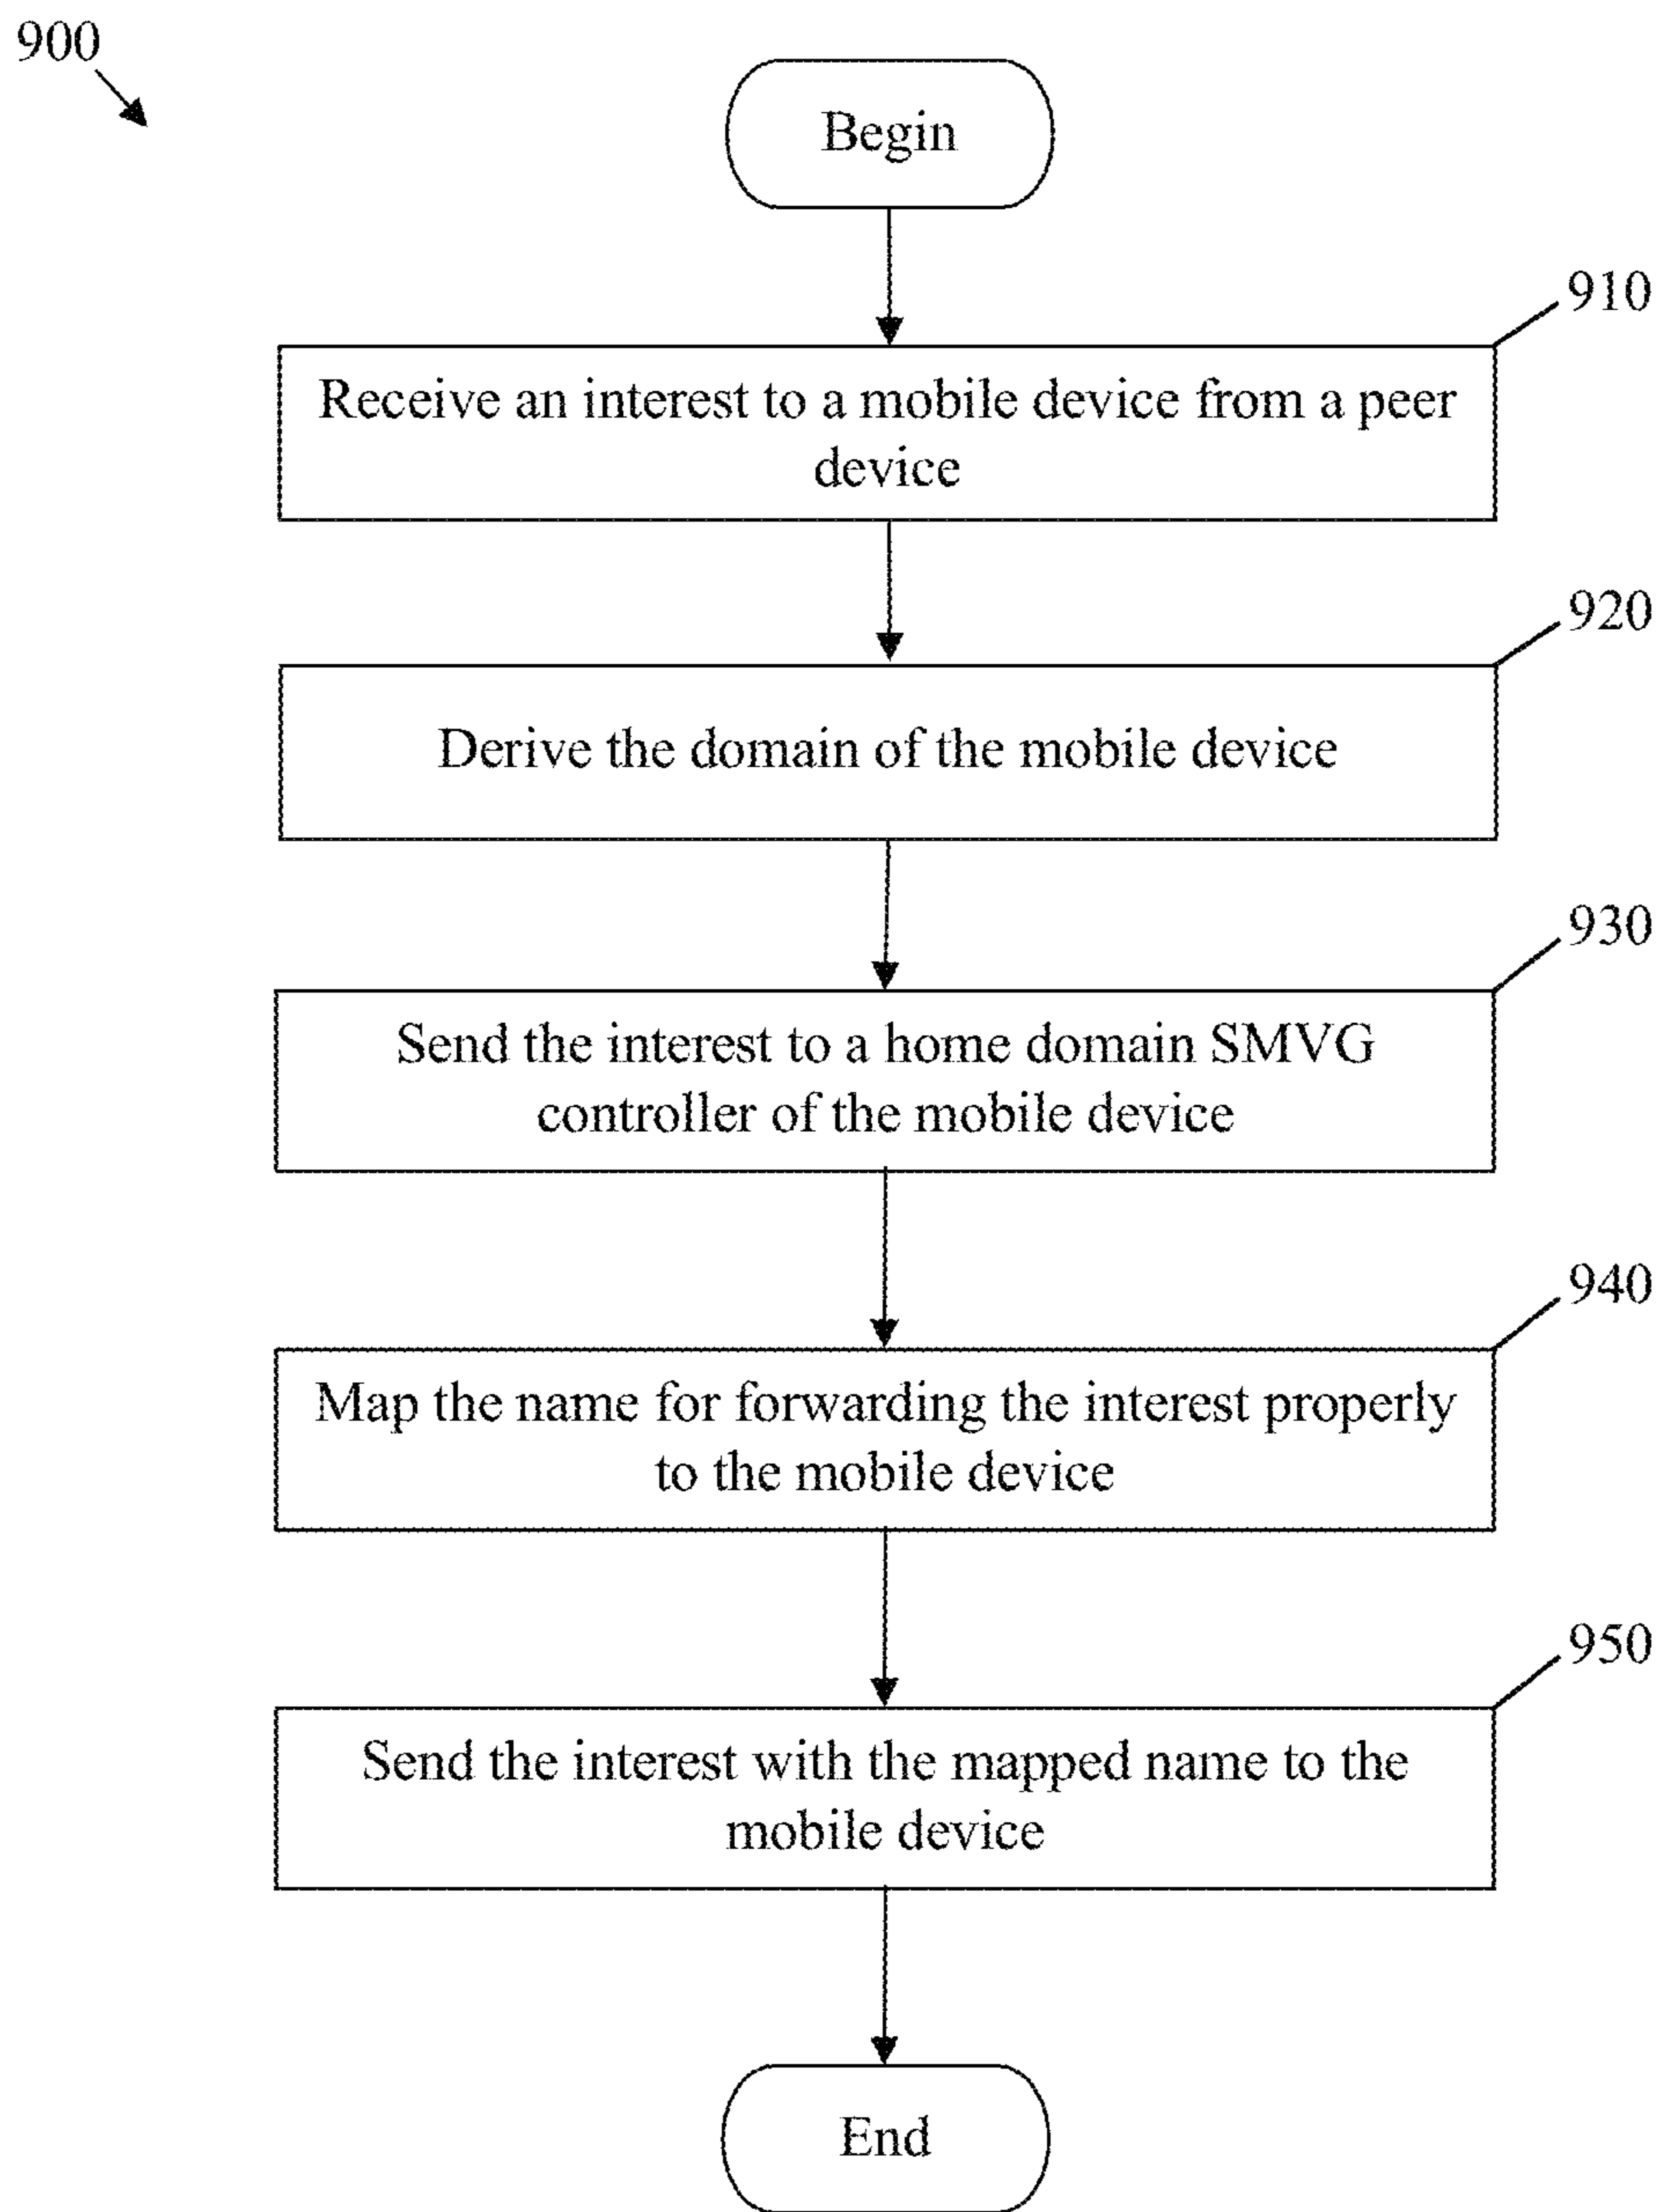 900
Begin
910
Receive an interest to a mobile device from a peer
device
920
Derive the domain of the mobile device
930
Send the interest to a home domain SMVG
controller of the mobile device
940
Map the name for forwarding the interest properly
to the mobile device
950
Send the interest with the mapped name to the
mobile device
End